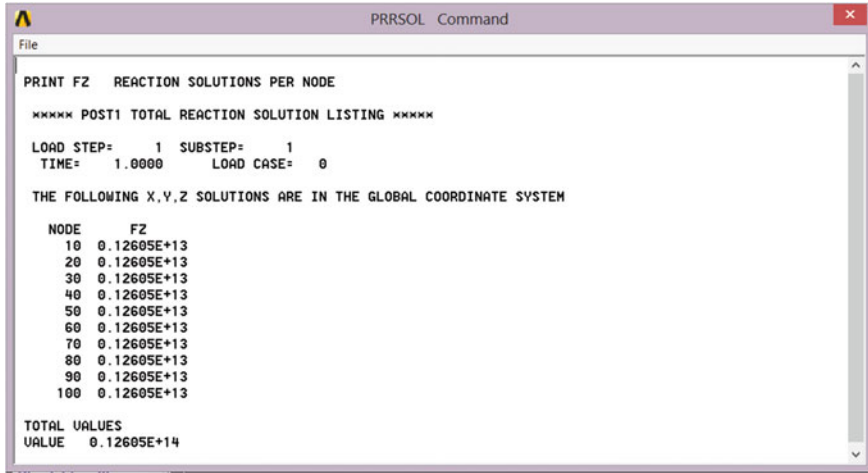 PRRSOL Command
File
PRINT FZ REACTION SOLUTIONS PER NODE
***** POST1 TOTAL REACTION SOLUTION LISTING *****
LOAD STEP= 1 SUBSTEP= 1
TIME= 1.0000 LOAD CASE= 0
THE FOLLOWING X,Y,Z SOLUTIONS ARE IN THE GLOBAL COORDINATE SYSTEM
NODE FZ
10 0.12605E+13
20 0.12605E+13
30 0.12605E+13
40 0.12605E+13
50 0.12605E+13
60 0.12605E+13
70 0.12605E+13
80 0.12605E+13
90 0.12605E+13
100 0.12605E+13
TOTAL VALUES
VALUE 0.12605E+14